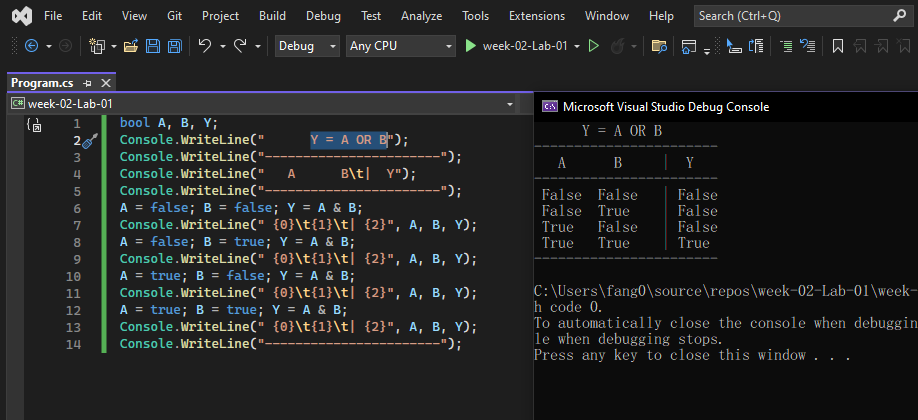 File Edit View Git Project Build Debug Test Analyze Tools Extensions Window Help Search (Ctrl+Q)
Debug Any CPU week-02-Lab-01
Program.cs
C# week-02-Lab-01
1 bool A, B, Y;
2 Console.WriteLine("      Y = A OR B");
3 Console.WriteLine("-----------------------");
4 Console.WriteLine("   A      B\t|  Y");
5 Console.WriteLine("-----------------------");
6 A = false; B = false; Y = A & B;
7 Console.WriteLine(" {0}\t{1}\t| {2}", A, B, Y);
8 A = false; B = true; Y = A & B;
9 Console.WriteLine(" {0}\t{1}\t| {2}", A, B, Y);
10 A = true; B = false; Y = A & B;
11 Console.WriteLine(" {0}\t{1}\t| {2}", A, B, Y);
12 A = true; B = true; Y = A & B;
13 Console.WriteLine(" {0}\t{1}\t| {2}", A, B, Y);
14 Console.WriteLine("-----------------------");
Microsoft Visual Studio Debug Console
      Y = A OR B
-----------------------
   A      B     |  Y
-----------------------
 False  False   | False
 False  True    | False
 True   False   | False
 True   True    | True
-----------------------
C:\Users\fang0\source\repos\week-02-Lab-01\week-
h code 0.
To automatically close the console when debuggin
le when debugging stops.
Press any key to close this window . . .